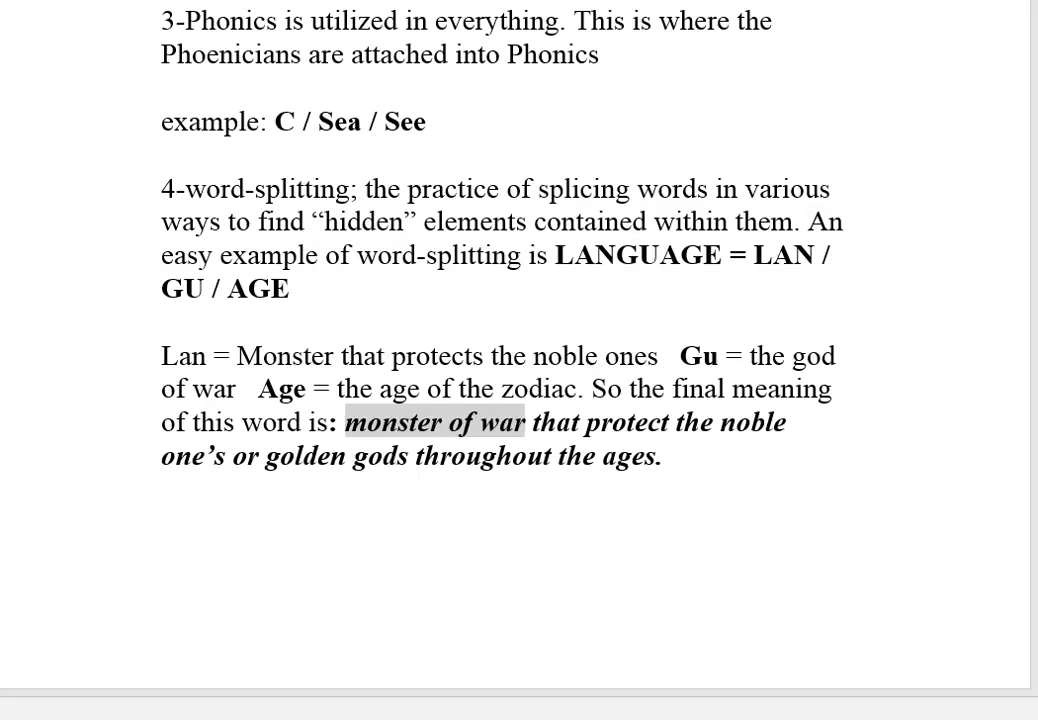 3-Phonics is utilized in everything. This is where the
Phoenicians are attached into Phonics
example: C / Sea / See
4-word-splitting; the practice of splicing words in various
ways to find “hidden” elements contained within them. An
easy example of word-splitting is LANGUAGE = LAN /
GU / AGE
Lan = Monster that protects the noble ones   Gu = the god
of war   Age = the age of the zodiac. So the final meaning
of this word is: monster of war that protect the noble
one’s or golden gods throughout the ages.